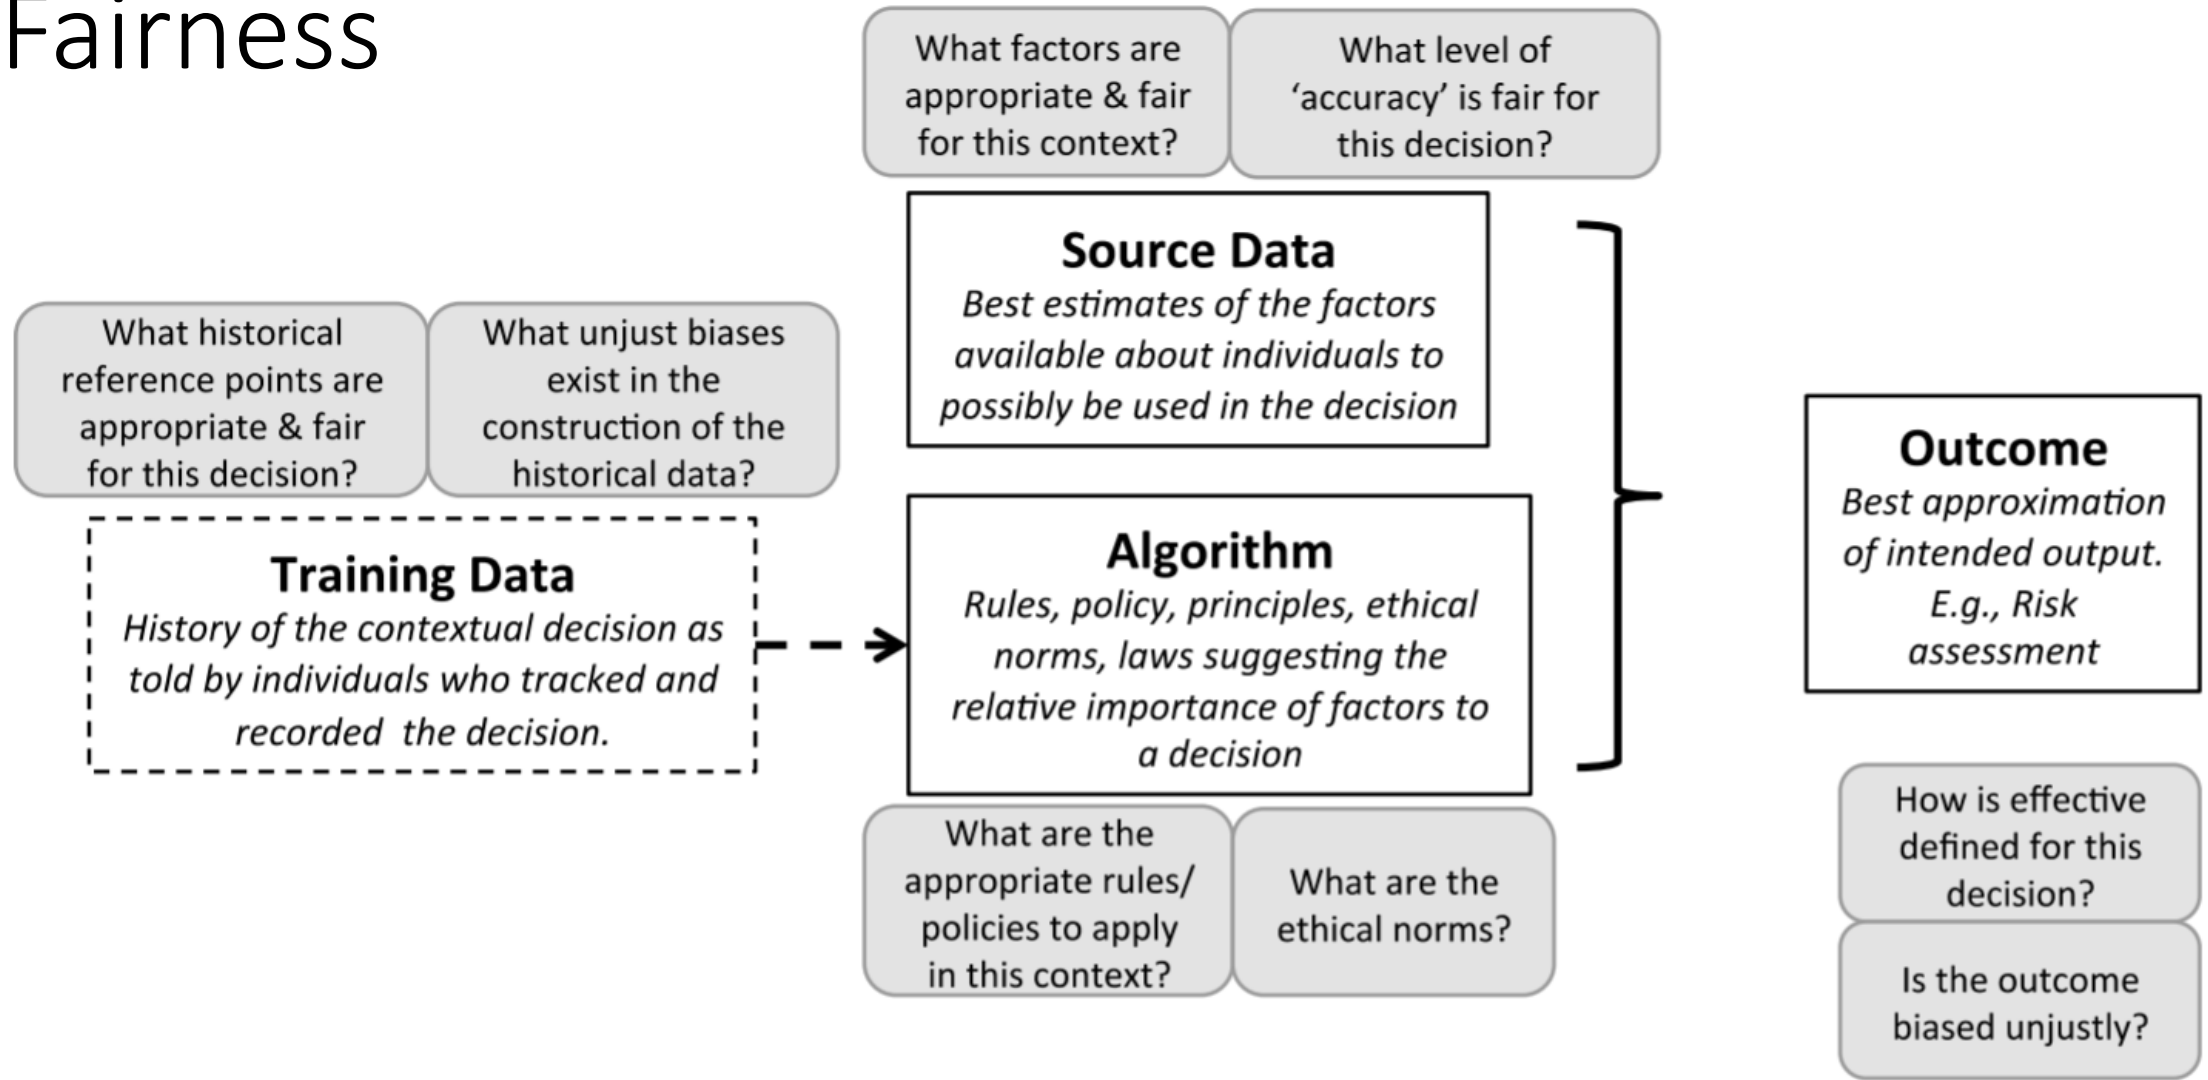 Fairness
What factors are
appropriate & fair
for this context?
What level of
‘accuracy’ is fair for
this decision?
Source Data
Best estimates of the factors
available about individuals to
possibly be used in the decision
What historical
reference points are
appropriate & fair
for this decision?
What unjust biases
exist in the
construction of the
historical data?
Training Data
History of the contextual decision as
told by individuals who tracked and
recorded the decision.
Algorithm
Rules, policy, principles, ethical
norms, laws suggesting the
relative importance of factors to
a decision
What are the
appropriate rules/
policies to apply
in this context?
What are the
ethical norms?
Outcome
Best approximation
of intended output.
E.g., Risk
assessment
How is effective
defined for this
decision?
Is the outcome
biased unjustly?